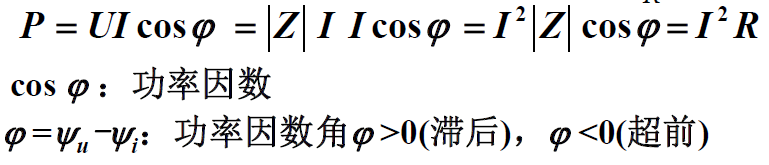 P = UI cos φ = |Z| I I cos φ = I² |Z| cos φ = I² R
cos φ：功率因数
φ = ψu − ψi：功率因数角φ>0(滞后)，φ<0(超前)